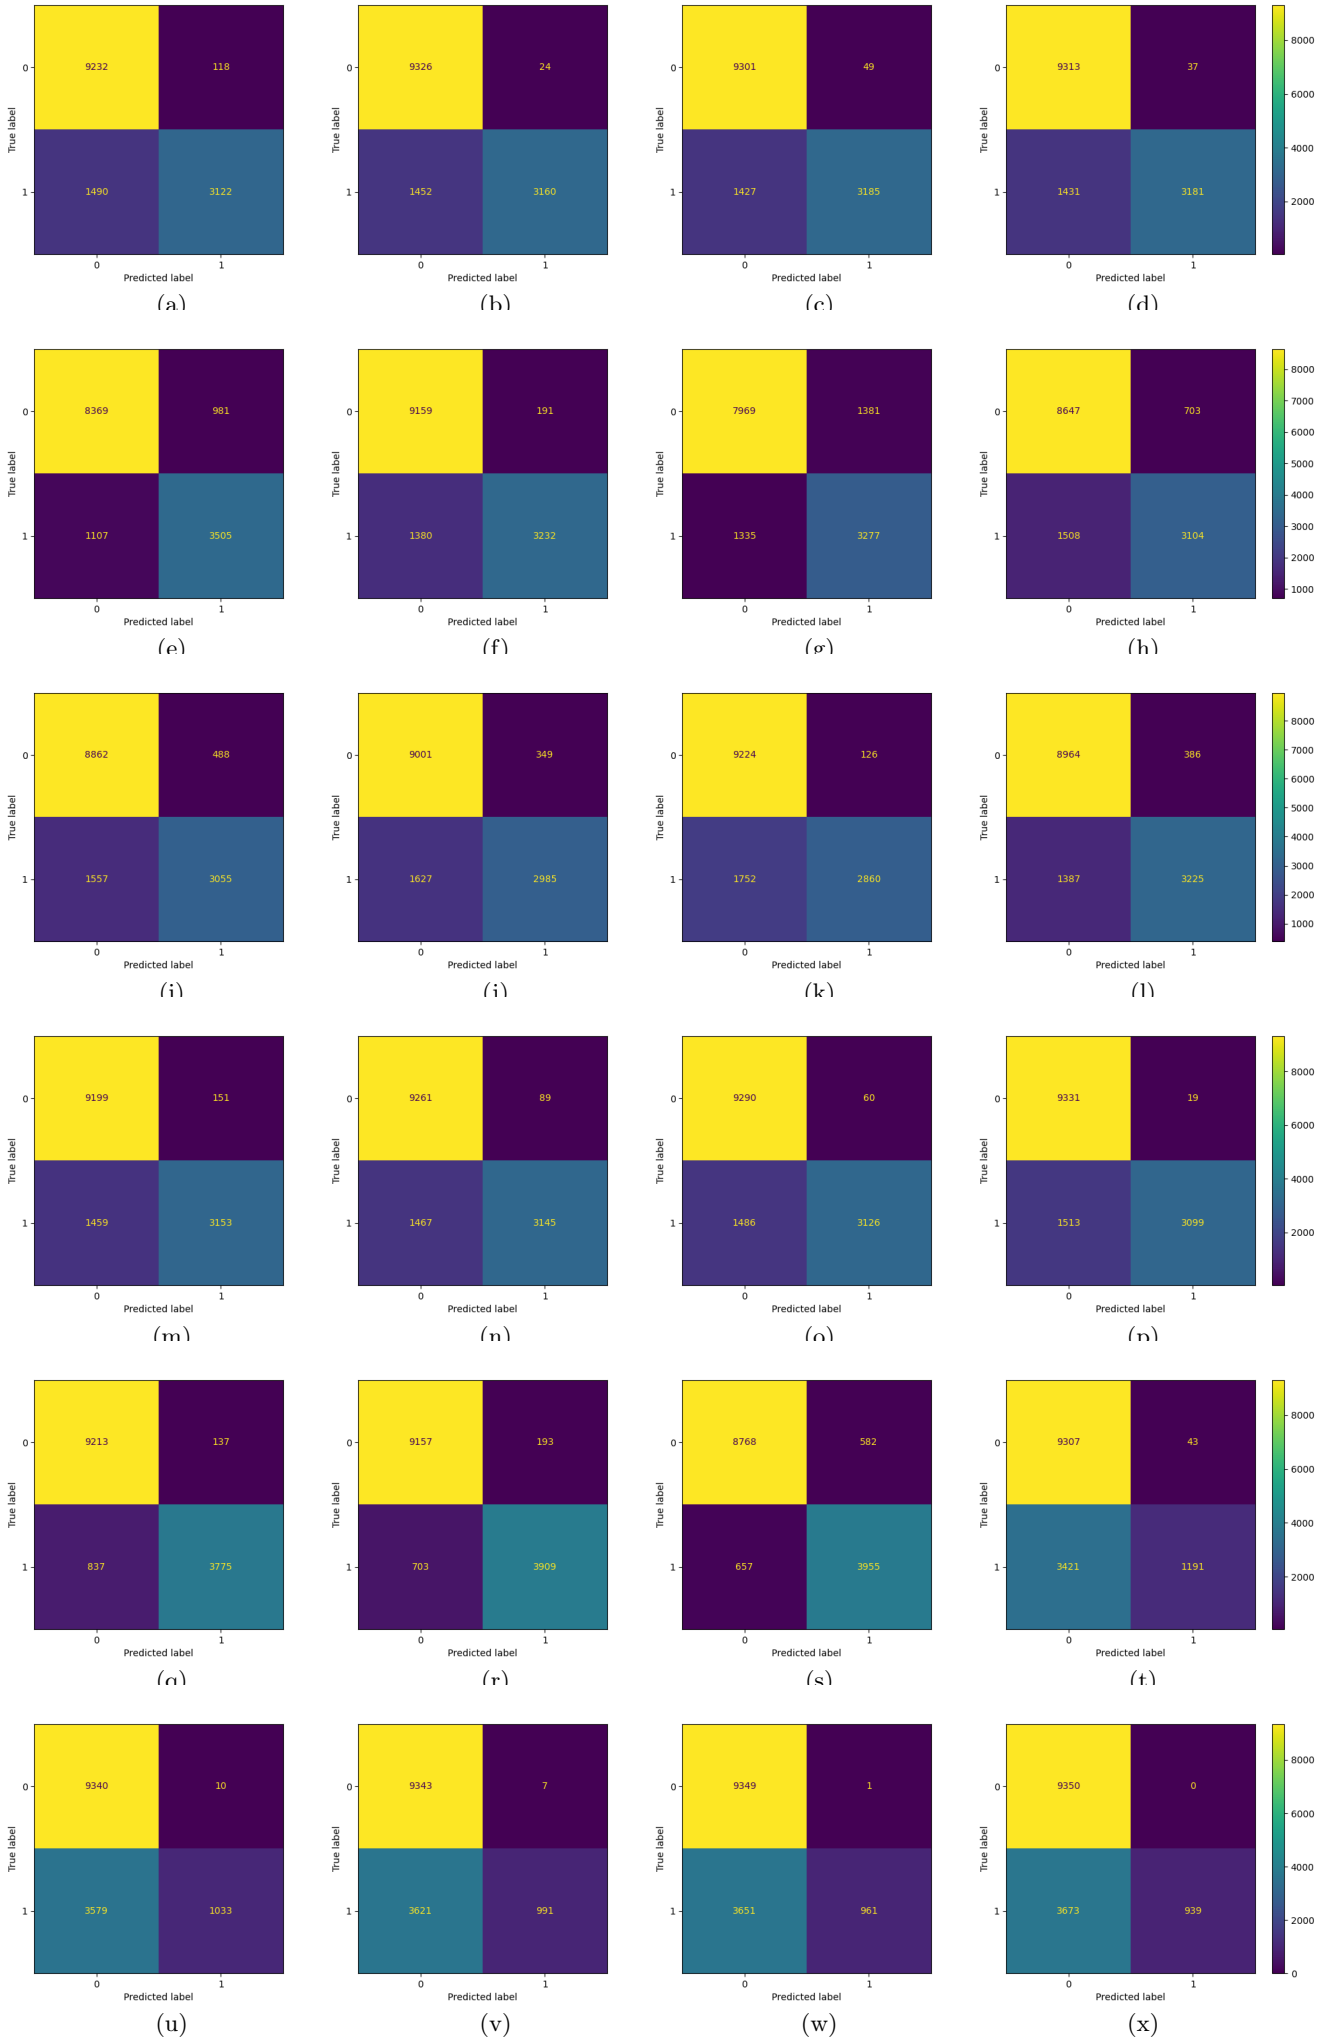 0 9232 118 0 9326 24 0 9301 49 0 9313 37 8000
6000
True label True label True label True label
4000
1 1490 3122 1 1452 3160 1 1427 3185 1 1431 3181 2000
0 1 0 1 0 1 0 1
Predicted label Predicted label Predicted label Predicted label
(a) (b) (c) (d)
8000
0 8369 981 0 9159 191 0 7969 1381 0 8647 703 7000
6000
True label True label True label True label 5000
4000
1 1107 3505 1 1380 3232 1 1335 3277 1 1508 3104 3000
2000
1000
0 1 0 1 0 1 0 1
Predicted label Predicted label Predicted label Predicted label
(e) (f) (g) (h)
8000
0 8862 488 0 9001 349 0 9224 126 0 8964 386 7000
6000
True label True label True label True label 5000
4000
1 1557 3055 1 1627 2985 1 1752 2860 1 1387 3225 3000
2000
1000
0 1 0 1 0 1 0 1
Predicted label Predicted label Predicted label Predicted label
(i) (j) (k) (l)
0 9199 151 0 9261 89 0 9290 60 0 9331 19 8000
6000
True label True label True label True label
4000
1 1459 3153 1 1467 3145 1 1486 3126 1 1513 3099 2000
0 1 0 1 0 1 0 1
Predicted label Predicted label Predicted label Predicted label
(m) (n) (o) (p)
0 9213 137 0 9157 193 0 8768 582 0 9307 43 8000
6000
True label True label True label True label
4000
1 837 3775 1 703 3909 1 657 3955 1 3421 1191 2000
0 1 0 1 0 1 0 1
Predicted label Predicted label Predicted label Predicted label
(q) (r) (s) (t)
0 9340 10 0 9343 7 0 9349 1 0 9350 0 8000
6000
True label True label True label True label
4000
1 3579 1033 1 3621 991 1 3651 961 1 3673 939 2000
0
0 1 0 1 0 1 0 1
Predicted label Predicted label Predicted label Predicted label
(u) (v) (w) (x)